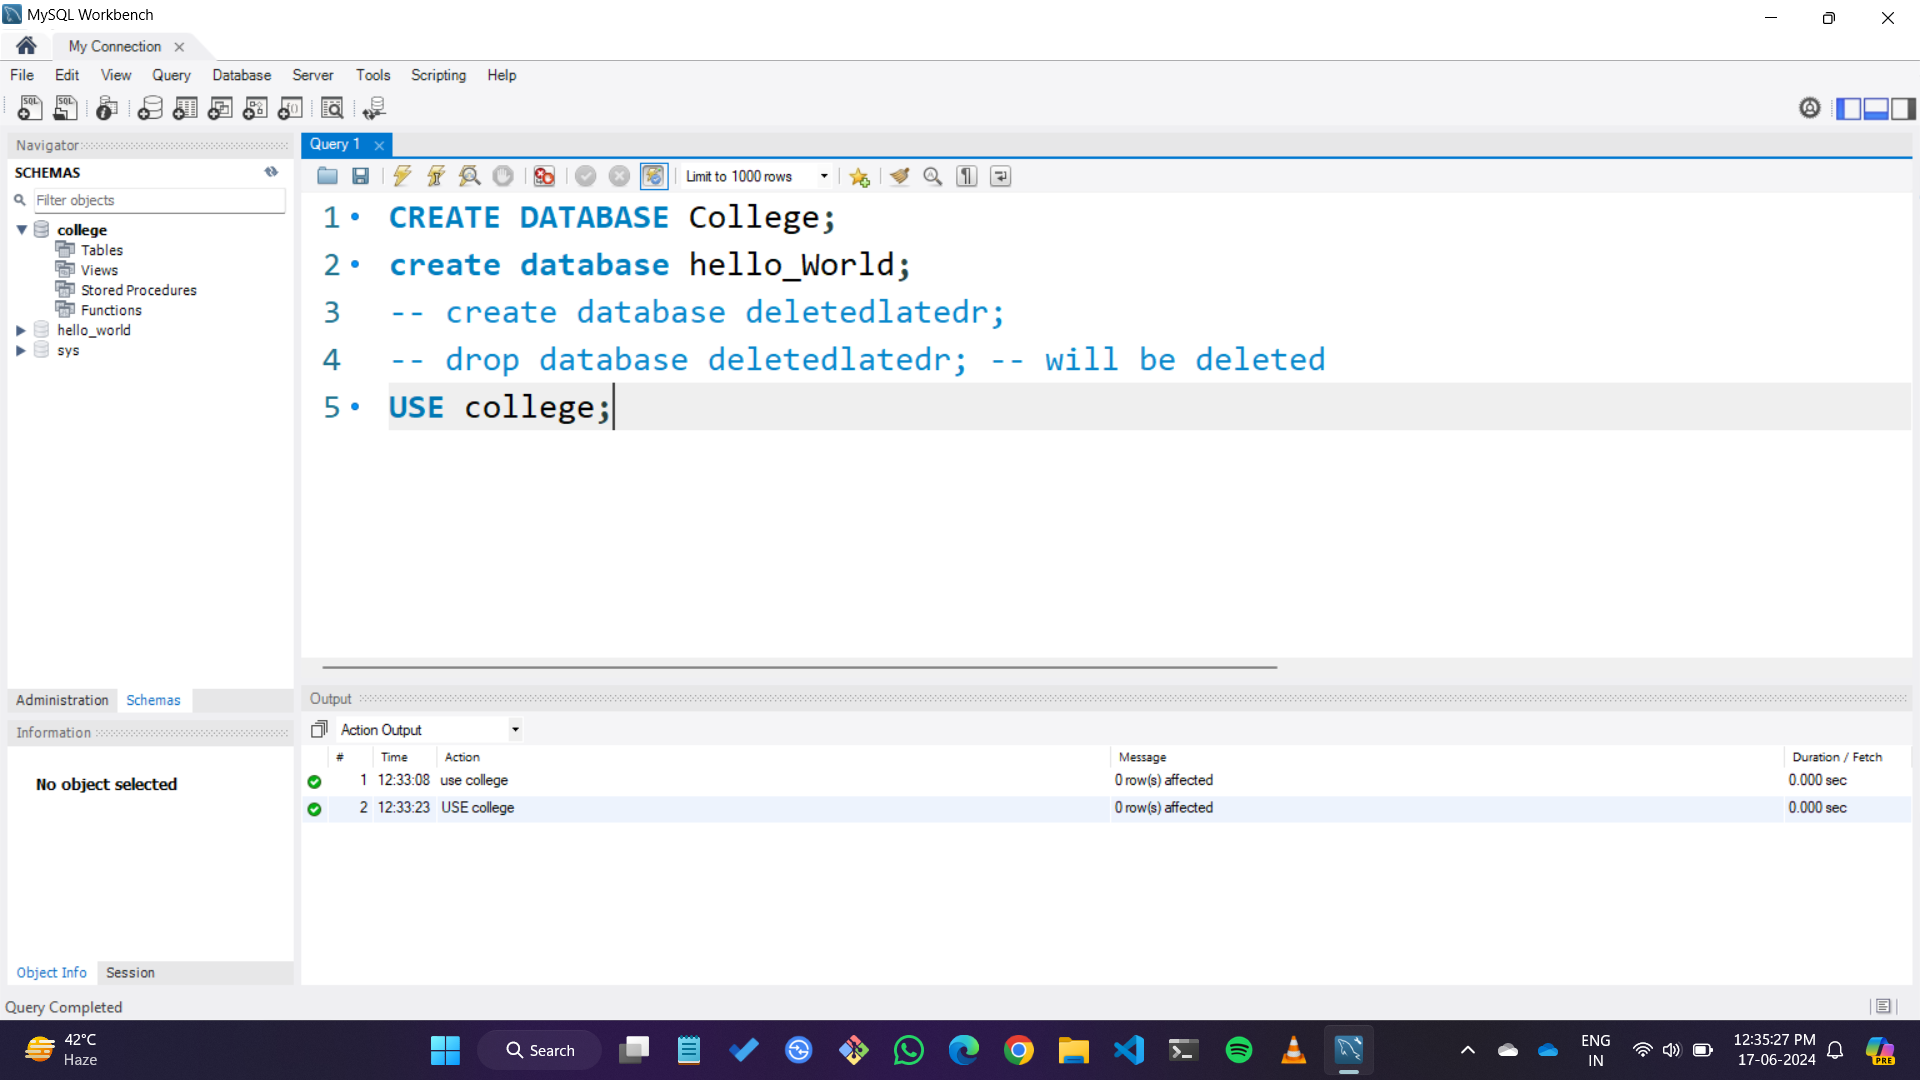 MySQL Workbench
My Connection
File Edit View Query Database Server Tools Scripting Help
Navigator
SCHEMAS
Filter objects
college
Tables
Views
Stored Procedures
Functions
hello_world
sys
Administration Schemas
Information
No object selected
Object Info Session
Query 1
Limit to 1000 rows
1 CREATE DATABASE College;
2 create database hello_World;
3 -- create database deletedlatedr;
4 -- drop database deletedlatedr; -- will be deleted
5 USE college;
Output
Action Output
# Time Action Message Duration / Fetch
1 12:33:08 use college 0 row(s) affected 0.000 sec
2 12:33:23 USE college 0 row(s) affected 0.000 sec
Query Completed
42°C
Haze
Search
ENG
IN
12:35:27 PM
17-06-2024
PRE